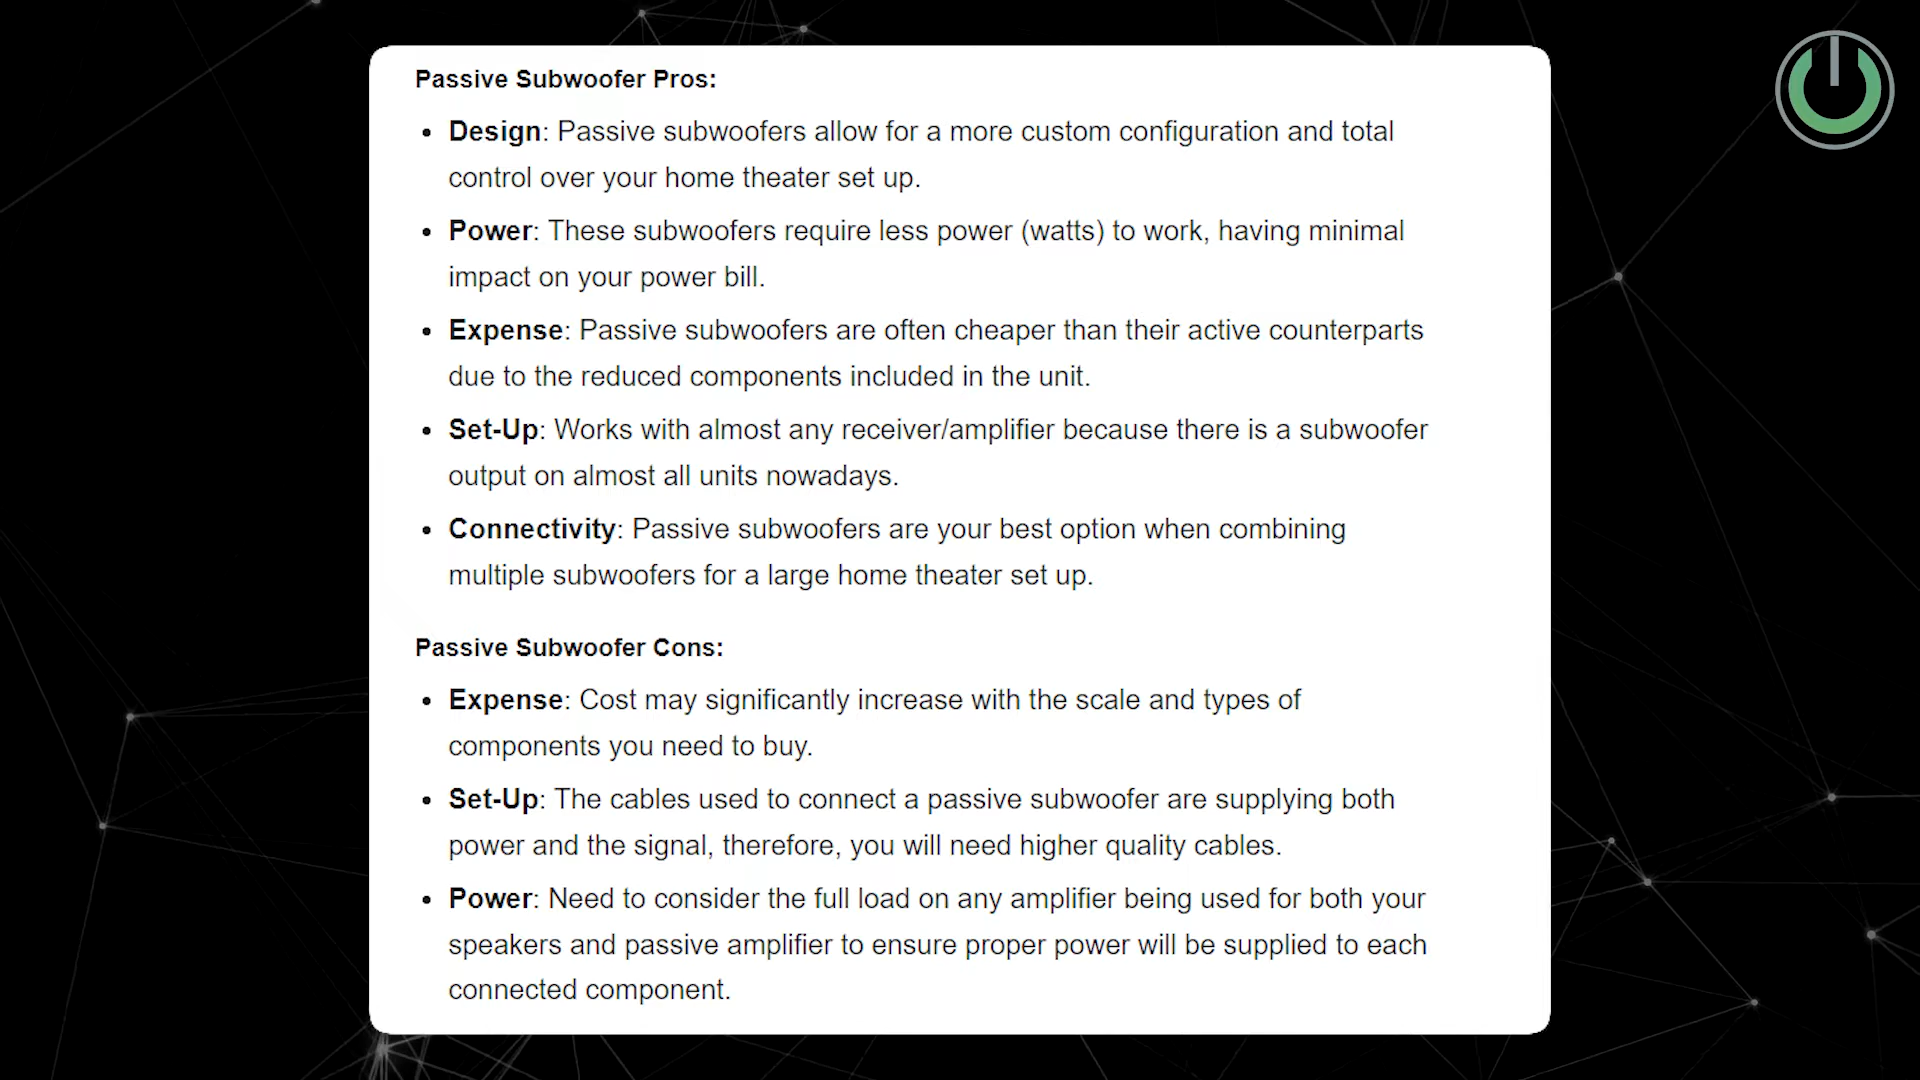 Passive Subwoofer Pros:
• Design: Passive subwoofers allow for a more custom configuration and total
control over your home theater set up.
• Power: These subwoofers require less power (watts) to work, having minimal
impact on your power bill.
• Expense: Passive subwoofers are often cheaper than their active counterparts
due to the reduced components included in the unit.
• Set-Up: Works with almost any receiver/amplifier because there is a subwoofer
output on almost all units nowadays.
• Connectivity: Passive subwoofers are your best option when combining
multiple subwoofers for a large home theater set up.
Passive Subwoofer Cons:
• Expense: Cost may significantly increase with the scale and types of
components you need to buy.
• Set-Up: The cables used to connect a passive subwoofer are supplying both
power and the signal, therefore, you will need higher quality cables.
• Power: Need to consider the full load on any amplifier being used for both your
speakers and passive amplifier to ensure proper power will be supplied to each
connected component.